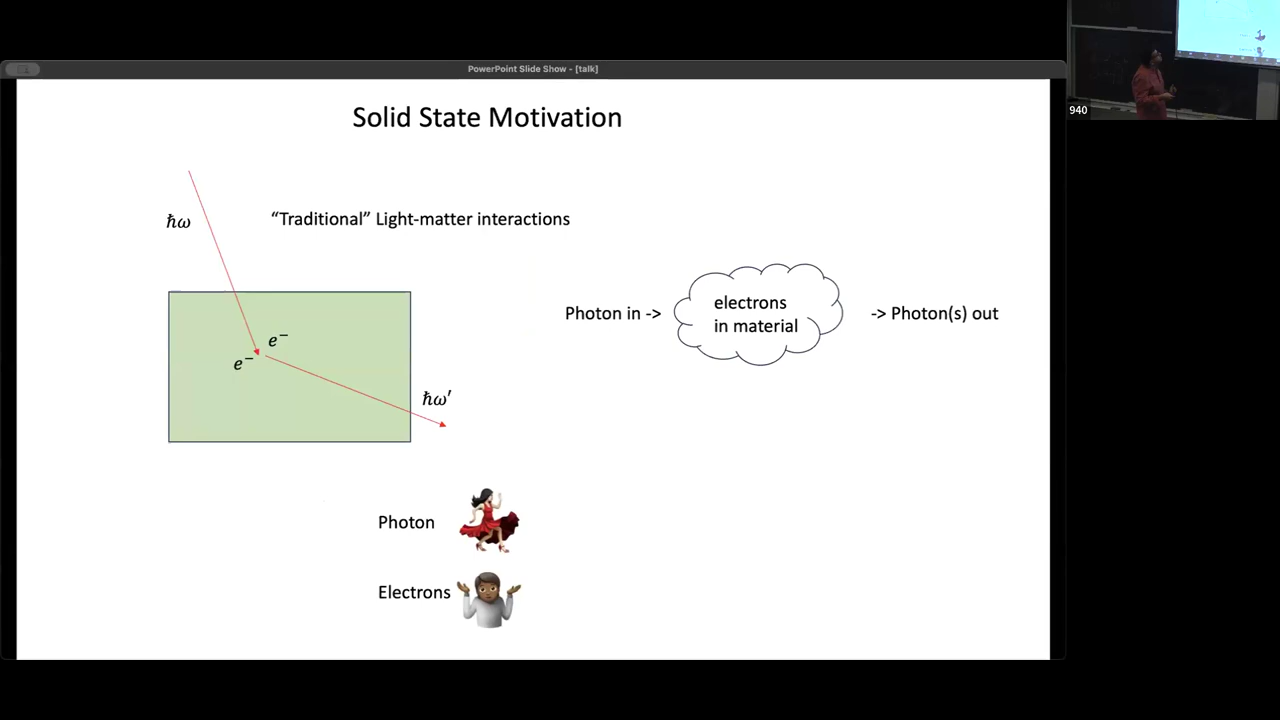 PowerPoint Slide Show - [talk]
940
Solid State Motivation
ħω
“Traditional” Light-matter interactions
Photon in ->
electrons
in material
-> Photon(s) out
e⁻
e⁻
ħω′
Photon
Electrons